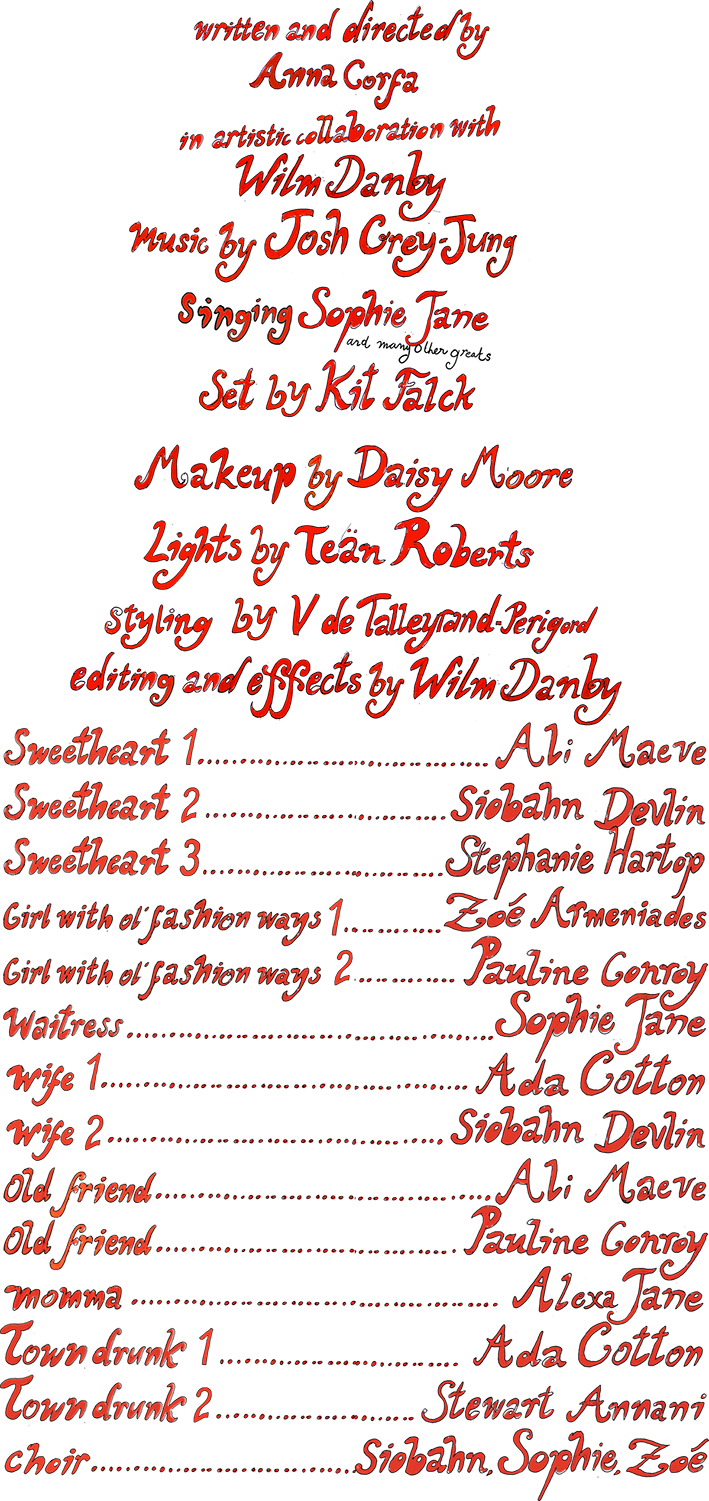 written and directed by
Anna Corfa
in artistic collaboration with
Wilm Danby
Music by Josh Grey-Jung
Singing Sophie Jane
and many other greats
Set by Kit Falck
Makeup by Daisy Moore
Lights by Teän Roberts
styling by V de Talleyrand-Perigord
editing and effects by Wilm Danby
Sweetheart 1................................................Ali Maeve
Sweetheart 2........................................Siobahn Devlin
Sweetheart 3........................................Stephanie Hartop
Girl with ol' fashion ways 1................Zoé Armeniades
Girl with ol' fashion ways 2................Pauline Conroy
Waitress................................................Sophie Jane
Wife 1................................................Ada Cotton
Wife 2................................................Siobahn Devlin
Old friend................................................Ali Maeve
Old friend................................................Pauline Conroy
momma................................................Alexa Jane
Town drunk 1........................................Ada Cotton
Town drunk 2................................Stewart Annani
choir........................................Siobahn, Sophie, Zoé